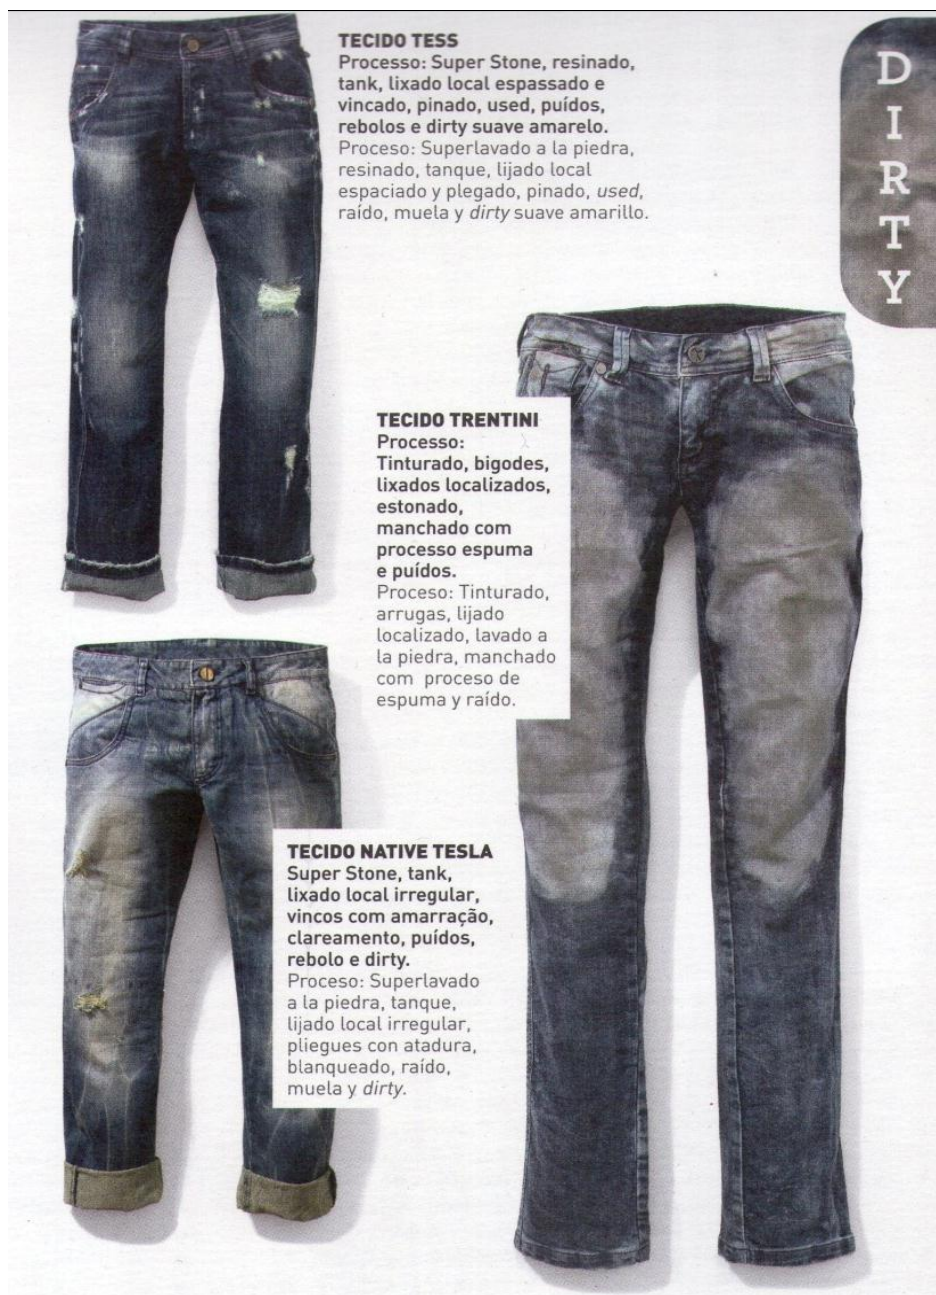 TECIDO TESS
Processo: Super Stone, resinado,
tank, lixado local espassado e
vincado, pinado, used, puídos,
rebolos e dirty suave amarelo.
Proceso: Superlavado a la piedra,
resinado, tanque, lijado local
espaciado y plegado, pinado, used,
raído, muela y dirty suave amarillo.
DIRTY
TECIDO TRENTINI
Processo:
Tinturado, bigodes,
lixados localizados,
estonado,
manchado com
processo espuma
e puídos.
Proceso: Tinturado,
arrugas, lijado
localizado, lavado a
la piedra, manchado
com proceso de
espuma y raído.
TECIDO NATIVE TESLA
Super Stone, tank,
lixado local irregular,
vincos com amarração,
clareamento, puídos,
rebolo e dirty.
Proceso: Superlavado
a la piedra, tanque,
lijado local irregular,
pliegues con atadura,
blanqueado, raído,
muela y dirty.